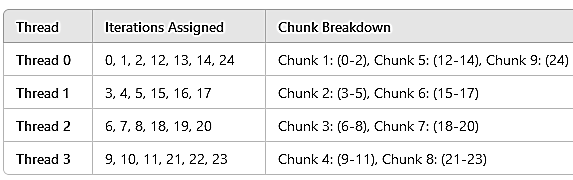 Thread Iterations Assigned Chunk Breakdown
Thread 0 0, 1, 2, 12, 13, 14, 24 Chunk 1: (0-2), Chunk 5: (12-14), Chunk 9: (24)
Thread 1 3, 4, 5, 15, 16, 17 Chunk 2: (3-5), Chunk 6: (15-17)
Thread 2 6, 7, 8, 18, 19, 20 Chunk 3: (6-8), Chunk 7: (18-20)
Thread 3 9, 10, 11, 21, 22, 23 Chunk 4: (9-11), Chunk 8: (21-23)